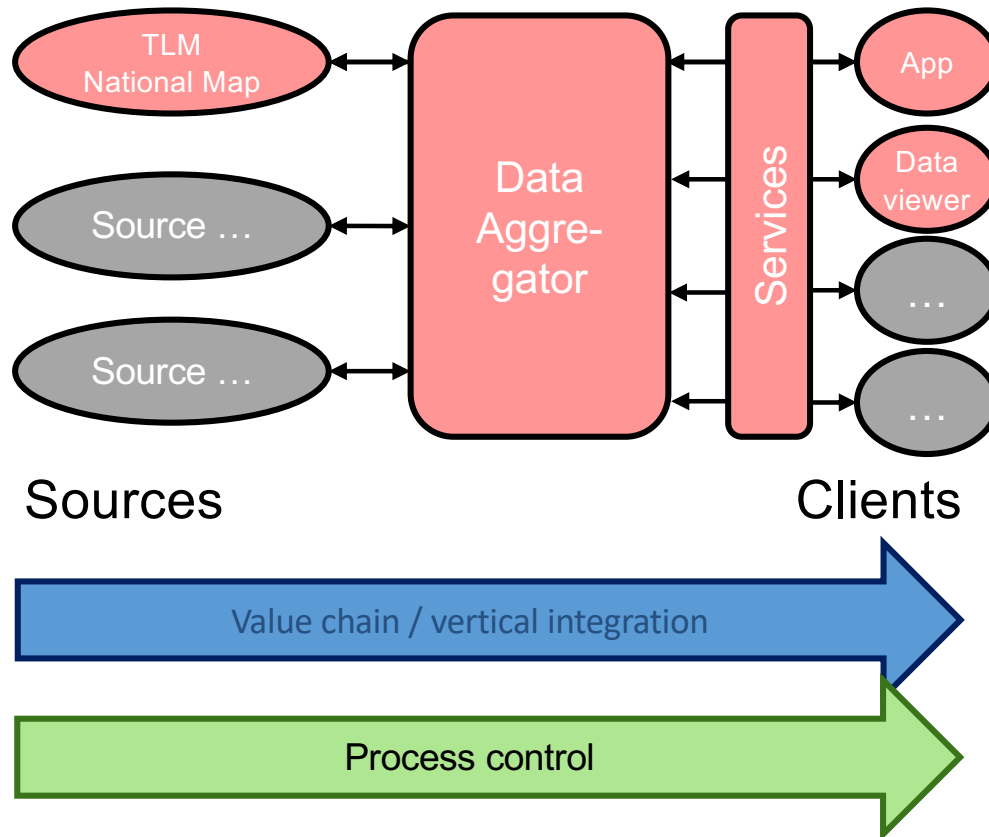 TLM
National Map
Source …
Source …
Data
Aggre-
gator
Services
App
Data
viewer
…
…
Sources
Clients
Value chain / vertical integration
Process control